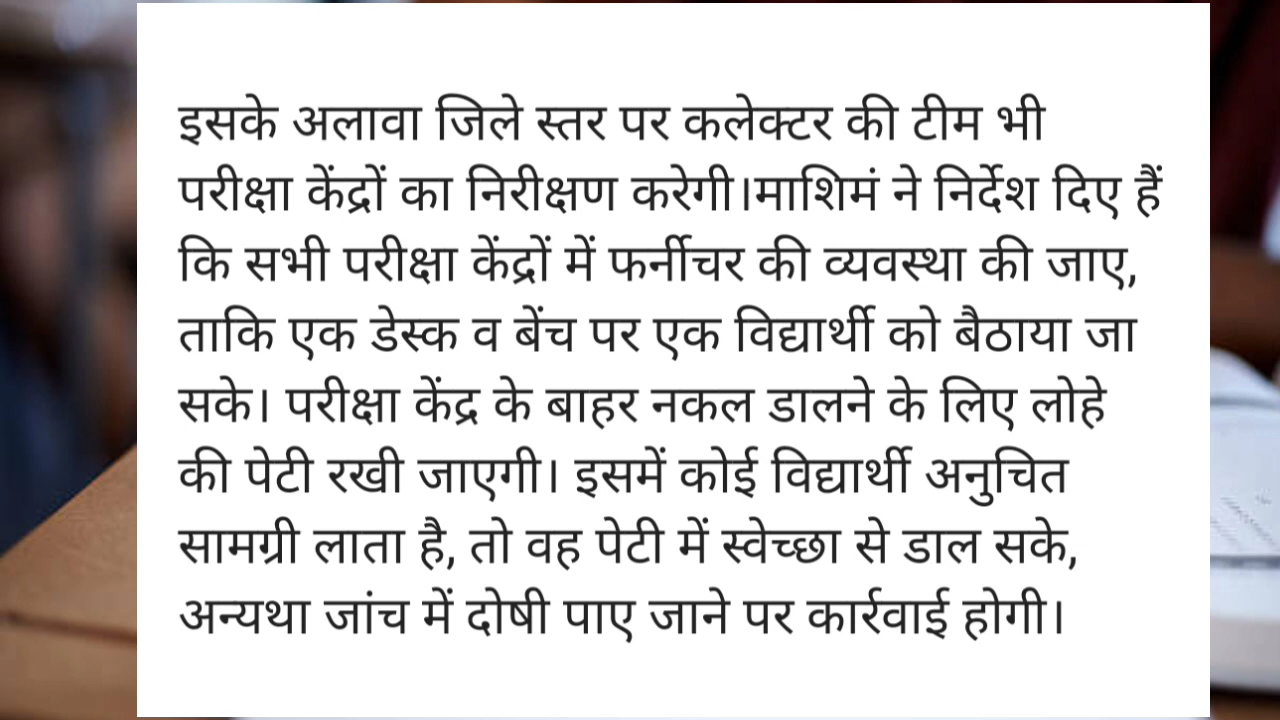 इसके अलावा जिले स्तर पर कलेक्टर की टीम भी
परीक्षा केंद्रों का निरीक्षण करेगी।माशिमं ने निर्देश दिए हैं
कि सभी परीक्षा केंद्रों में फर्नीचर की व्यवस्था की जाए,
ताकि एक डेस्क व बेंच पर एक विद्यार्थी को बैठाया जा
सके। परीक्षा केंद्र के बाहर नकल डालने के लिए लोहे
की पेटी रखी जाएगी। इसमें कोई विद्यार्थी अनुचित
सामग्री लाता है, तो वह पेटी में स्वेच्छा से डाल सके,
अन्यथा जांच में दोषी पाए जाने पर कार्रवाई होगी।